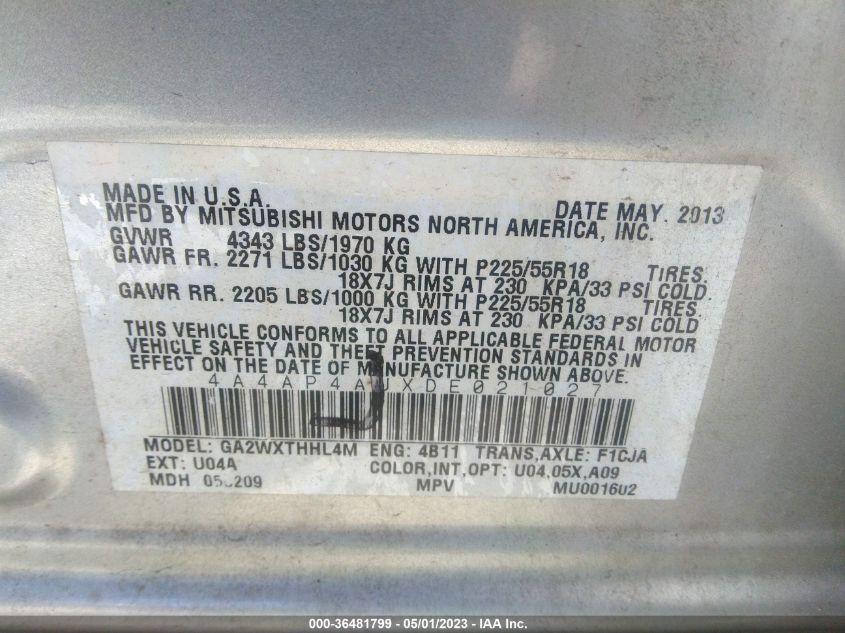 MADE IN U.S.A. DATE MAY. 2013
MFD BY MITSUBISHI MOTORS NORTH AMERICA, INC.
GVWR 4343 LBS/1970 KG
GAWR FR. 2271 LBS/1030 KG WITH P225/55R18 TIRES,
18X7J RIMS AT 230 KPA/33 PSI COLD.
GAWR RR. 2205 LBS/1000 KG WITH P225/55R18 TIRES,
18X7J RIMS AT 230 KPA/33 PSI COLD
THIS VEHICLE CONFORMS TO ALL APPLICABLE FEDERAL MOTOR
VEHICLE SAFETY AND THEFT PREVENTION STANDARDS IN
EFFECT ON THE DATE OF MANUFACTURE SHOWN ABOVE.
MODEL: GA2WXTHHL4M ENG: 4B11 TRANS,AXLE: F1CJA
EXT: U04A COLOR,INT,OPT: U04,05X,A09
MDH MPV MU001602
000-36481799 - 05/01/2023 - IAA Inc.